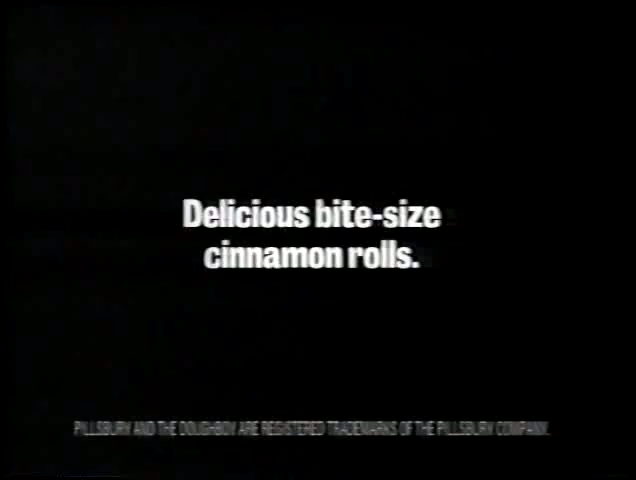 Delicious bite-size
cinnamon rolls.
PILLSBURY AND THE DOUGHBOY ARE REGISTERED TRADEMARKS OF THE PILLSBURY COMPANY.